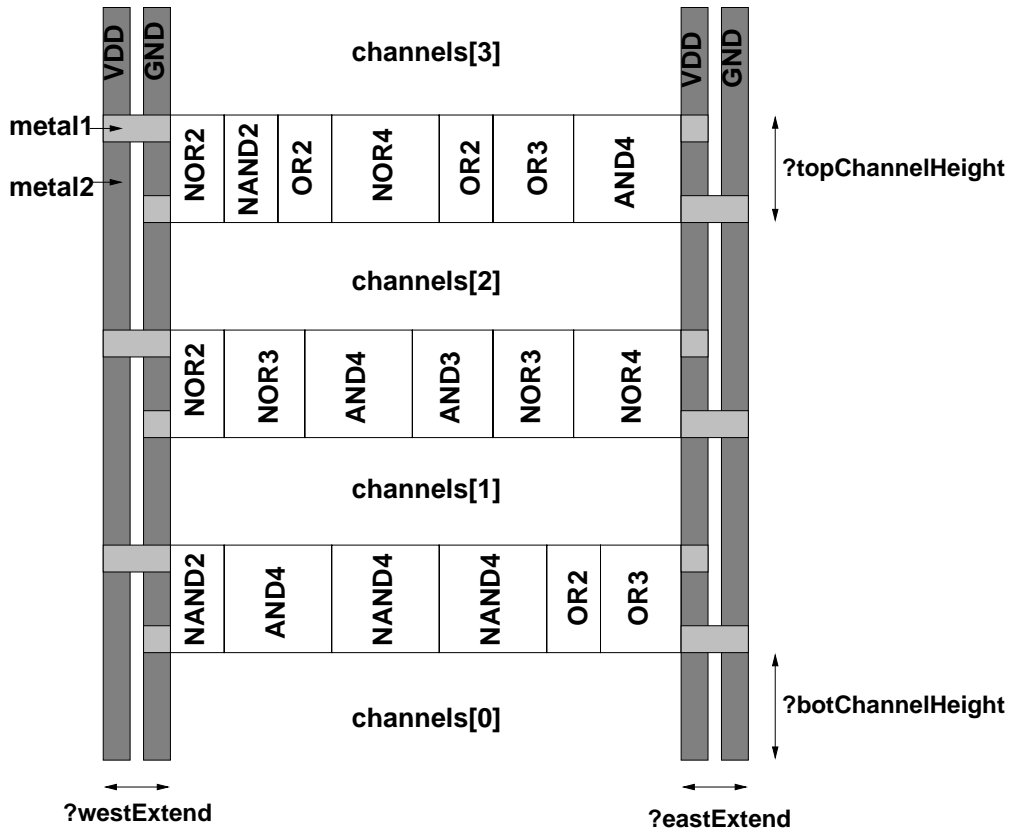 VDD
GND
channels[3]
VDD
GND
metal1
metal2
NOR2
NAND2
OR2
NOR4
OR2
OR3
AND4
?topChannelHeight
channels[2]
NOR2
NOR3
AND4
AND3
NOR3
NOR4
channels[1]
NAND2
AND4
NAND4
NAND4
OR2
OR3
channels[0]
?botChannelHeight
?westExtend
?eastExtend